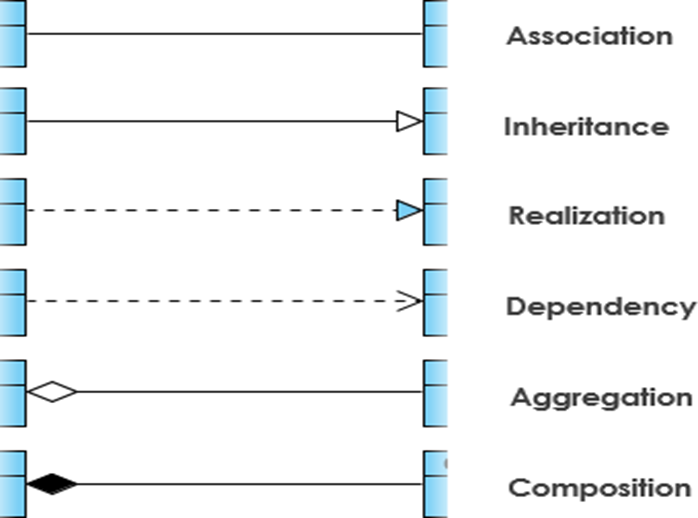 Association
Inheritance
Realization
Dependency
Aggregation
Composition